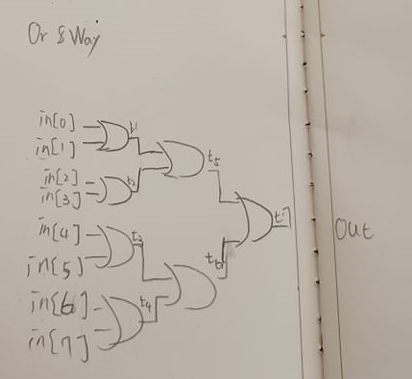 Or 8 Way
in[0]
in[1]
t1
in[2]
in[3]
t2
t5
in[4]
t3
in[5]
t6
in[6]
t4
in[7]
t7
Out